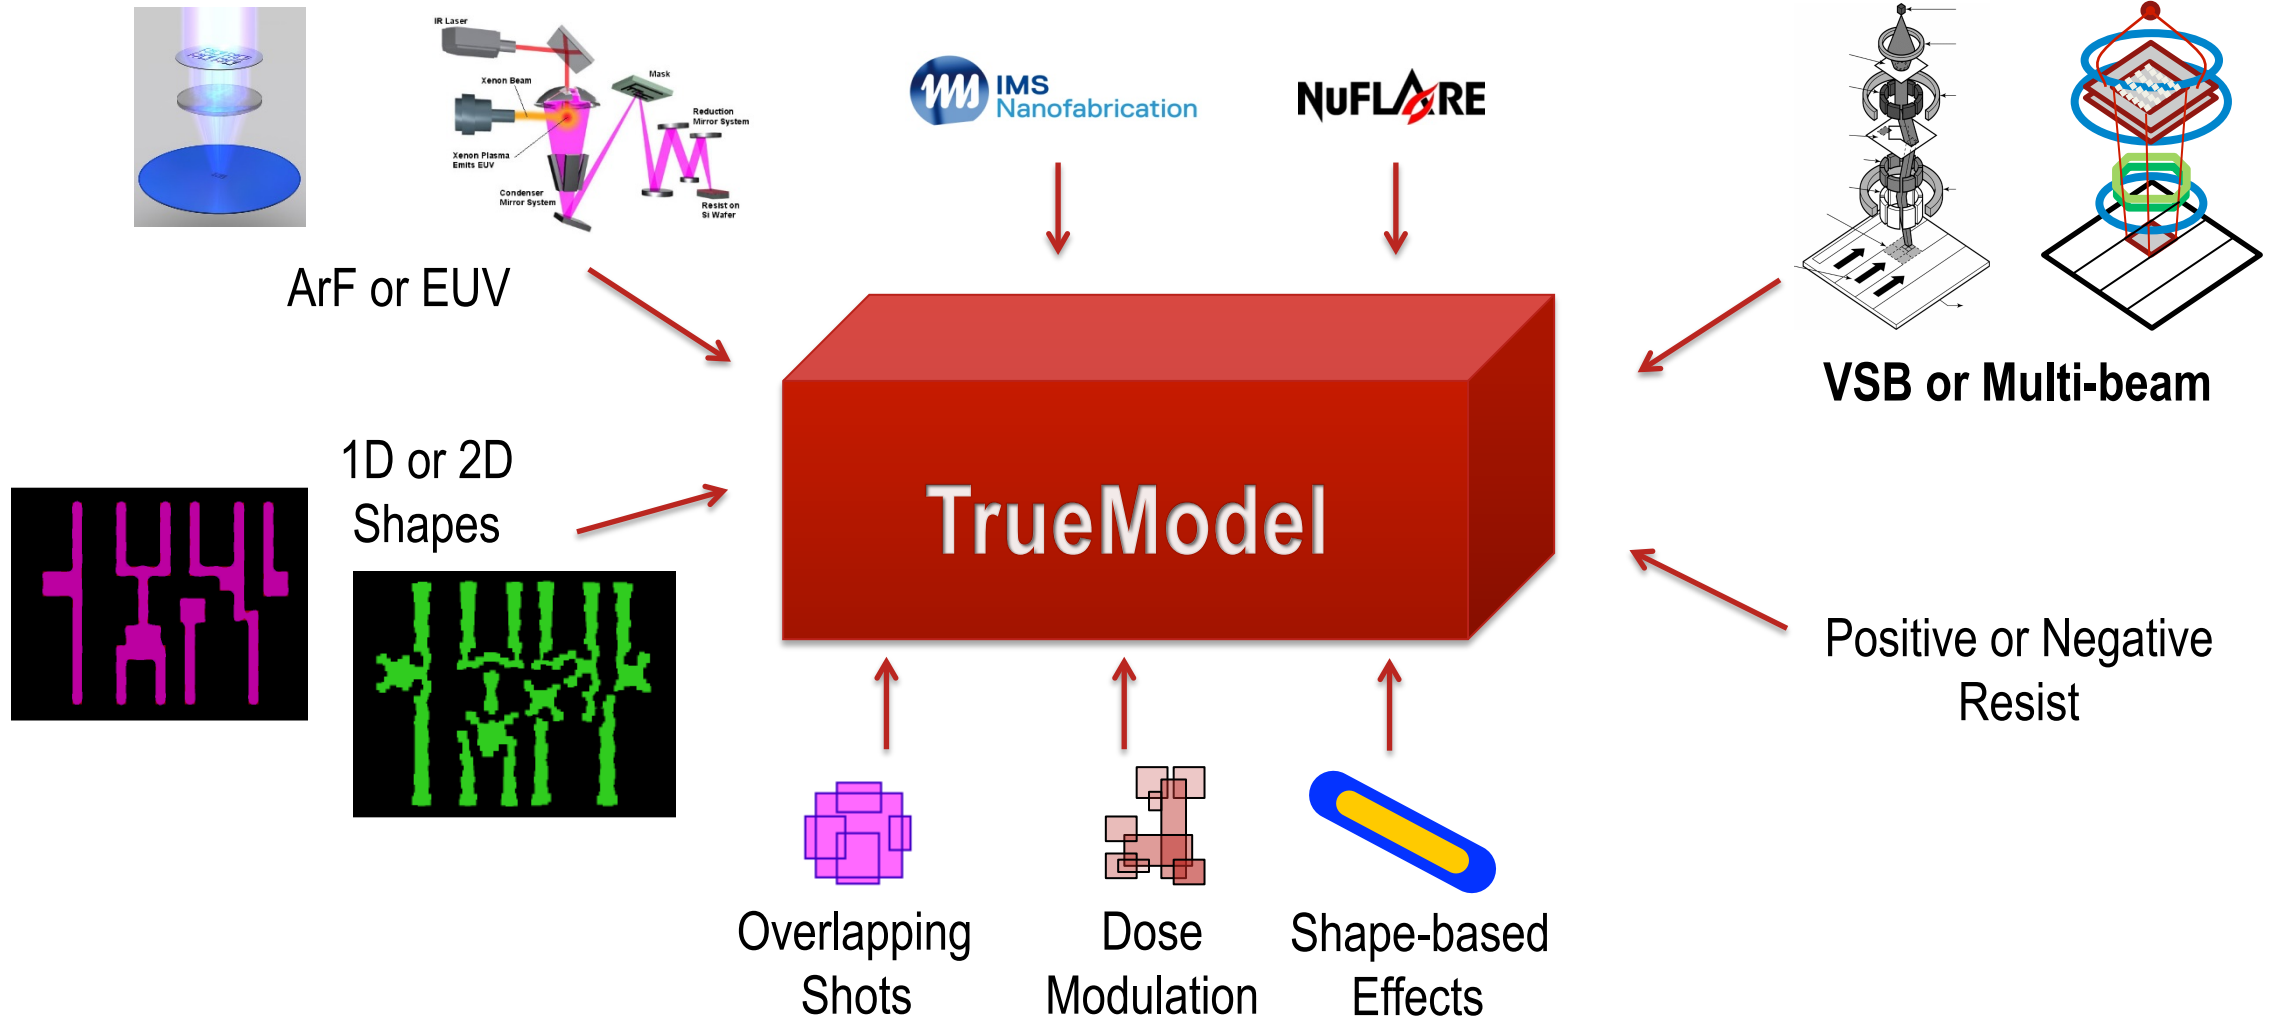 IR Laser
Xenon Beam
Mask
Reduction
Mirror System
Xenon Plasma
Emits EUV
Condenser
Mirror System
Resist on
Si Wafer
IMS
Nanofabrication
NUFLARE
ArF or EUV
VSB or Multi-beam
1D or 2D
Shapes
TrueModel
Positive or Negative
Resist
Overlapping
Shots
Dose
Modulation
Shape-based
Effects